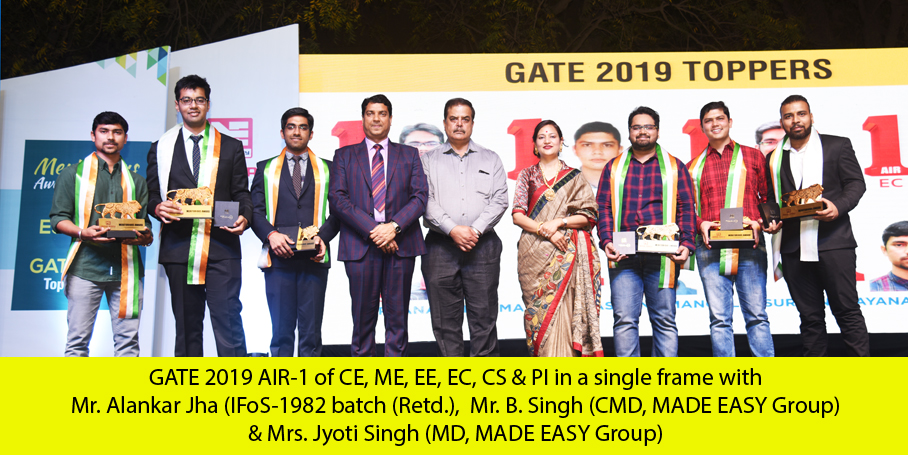 GATE 2019 TOPPERS
AIR
EC
GATE 2019 AIR-1 of CE, ME, EE, EC, CS & PI in a single frame with
Mr. Alankar Jha (IFoS-1982 batch (Retd.), Mr. B. Singh (CMD, MADE EASY Group)
& Mrs. Jyoti Singh (MD, MADE EASY Group)